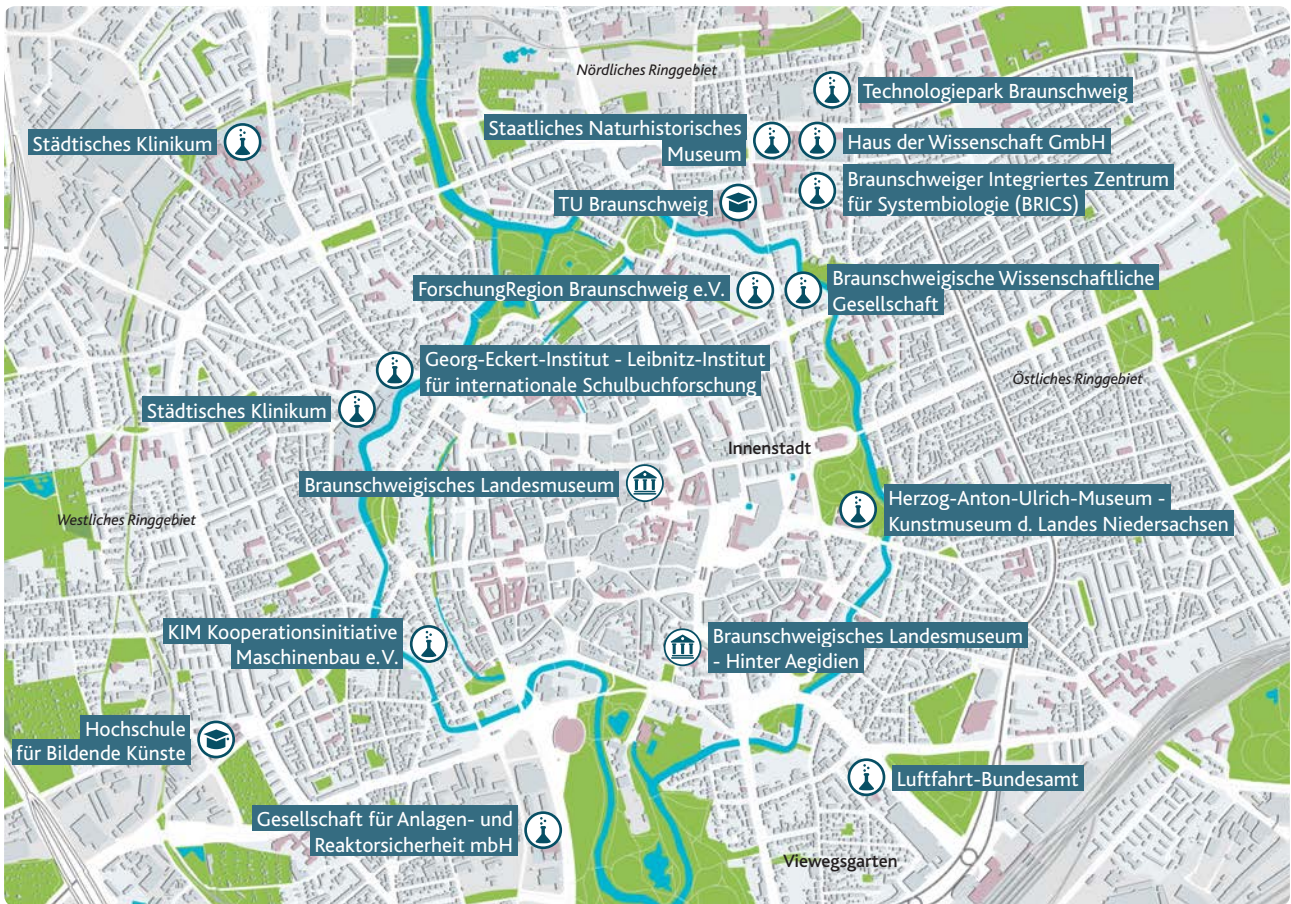 Nördliches Ringgebiet
Technologiepark Braunschweig
Städtisches Klinikum
Staatliches Naturhistorisches
Museum
Haus der Wissenschaft GmbH
Braunschweiger Integriertes Zentrum
für Systembiologie (BRICS)
TU Braunschweig
ForschungRegion Braunschweig e.V.
Braunschweigische Wissenschaftliche
Gesellschaft
Georg-Eckert-Institut - Leibnitz-Institut
für internationale Schulbuchforschung
Östliches Ringgebiet
Städtisches Klinikum
Innenstadt
Braunschweigisches Landesmuseum
Herzog-Anton-Ulrich-Museum -
Kunstmuseum d. Landes Niedersachsen
Westliches Ringgebiet
KIM Kooperationsinitiative
Maschinenbau e.V.
Braunschweigisches Landesmuseum
- Hinter Aegidien
Hochschule
für Bildende Künste
Luftfahrt-Bundesamt
Gesellschaft für Anlagen- und
Reaktorsicherheit mbH
Viewegsgarten